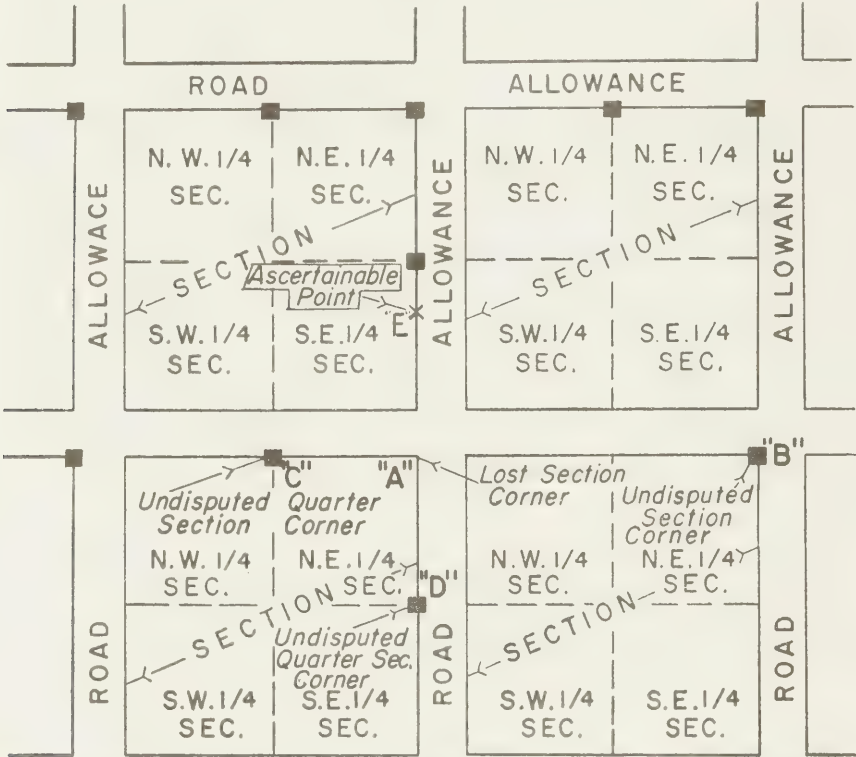 ROAD ALLOWANCE
N. W. 1/4 SEC.
N. E. 1/4 SEC.
N. W. 1/4 SEC.
N. E. 1/4 SEC.
ALLOWACE
ALLOWANCE
ALLOWANCE
SECTION
SECTION
Ascertainable
Point
"E"
S. W. 1/4 SEC.
S. E. 1/4 SEC.
S. W. 1/4 SEC.
S. E. 1/4 SEC.
"C"
"A"
"B"
Undisputed Quarter
Section Corner
Lost Section
Corner
Undisputed
Section
Corner
N. W. 1/4 SEC.
N. E. 1/4 SEC.
N. W. 1/4 SEC.
N. E. 1/4 SEC.
"D"
SECTION
SECTION
Undisputed
Quarter Sec.
Corner
ROAD
ROAD
ROAD
S. W. 1/4 SEC.
S. E. 1/4 SEC.
S. W. 1/4 SEC.
S. E. 1/4 SEC.